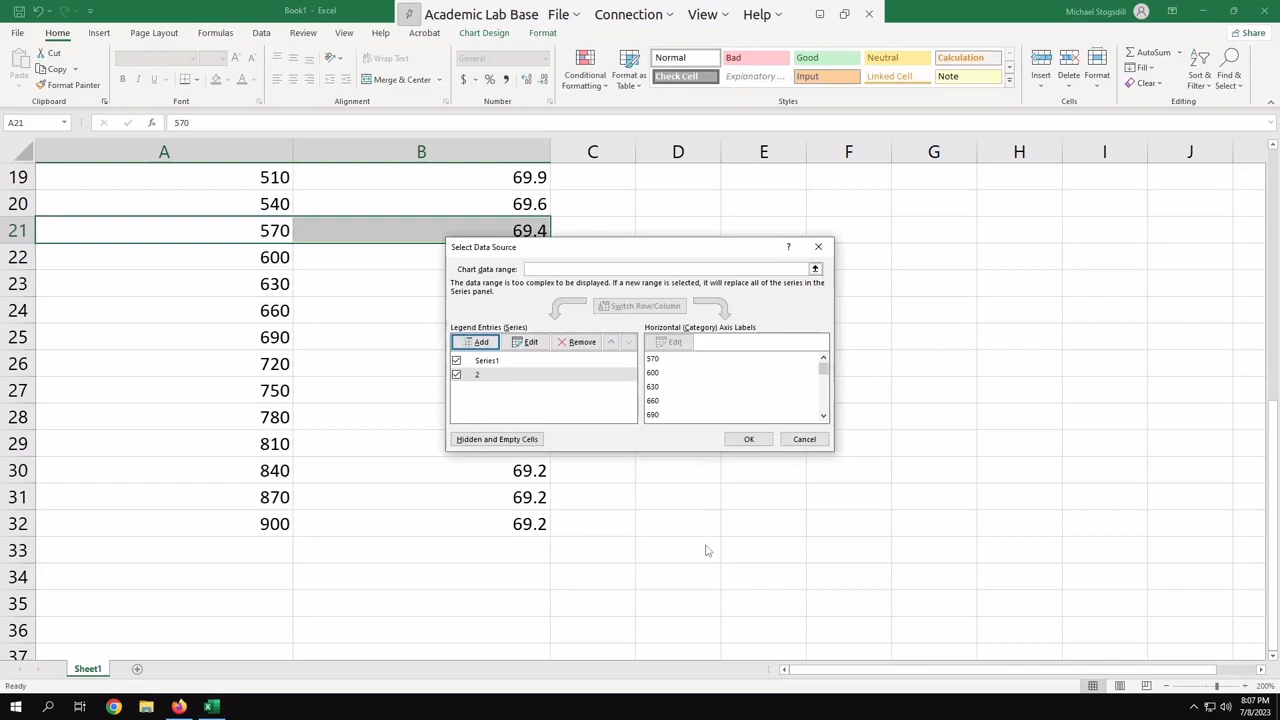 Book1 - Excel
Academic Lab Base File Connection View Help
Michael Stogsdill
File Home Insert Page Layout Formulas Data Review View Help Acrobat Chart Design Format
Share
Paste
Cut
Copy
Format Painter
Clipboard
B I U
Font
Wrap Text
Merge & Center
Alignment
General
$ % ,
Number
Conditional Formatting
Format as Table
Normal Bad Good Neutral Calculation
Check Cell Explanatory ... Input Linked Cell Note
Styles
Insert Delete Format
Cells
AutoSum
Fill
Clear
Sort & Filter
Find & Select
Editing
A21 fx 570
A B C D E F G H I J
19 510 69.9
20 540 69.6
21 570 69.4
22 600
23 630
24 660
25 690
26 720
27 750
28 780
29 810
30 840 69.2
31 870 69.2
32 900 69.2
33
34
35
36
37
Select Data Source ?
Chart data range:
The data range is too complex to be displayed. If a new range is selected, it will replace all of the series in the
Series panel.
Switch Row/Column
Legend Entries (Series)
Add Edit Remove
Series1
2
Horizontal (Category) Axis Labels
Edit
570
600
630
660
690
Hidden and Empty Cells
OK Cancel
Sheet1
Ready
200%
8:07 PM
7/8/2023